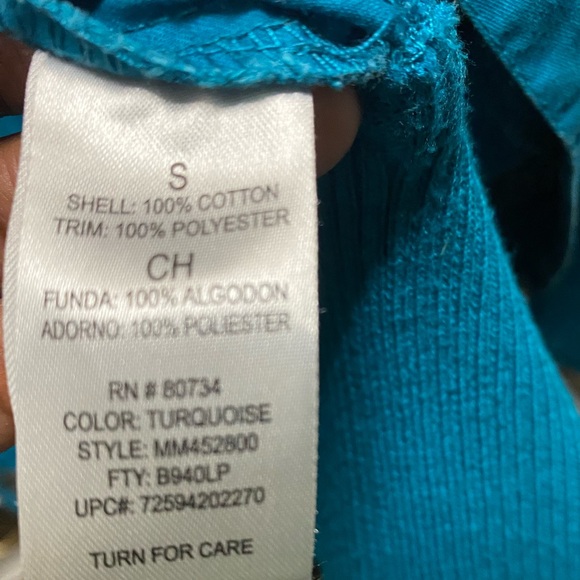 S
SHELL: 100% COTTON
TRIM: 100% POLYESTER
CH
FUNDA: 100% ALGODON
ADORNO: 100% POLIESTER
RN # 80734
COLOR: TURQUOISE
STYLE: MM452800
FTY: B940LP
UPC#: 72594202270
TURN FOR CARE